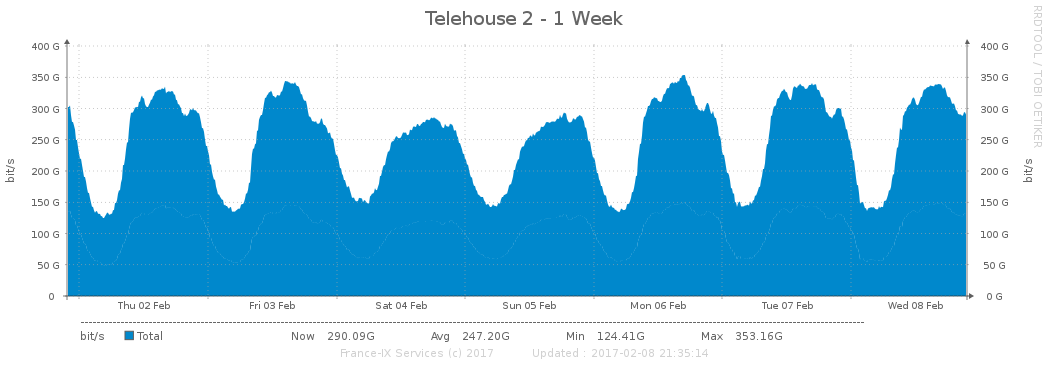 Telehouse 2 - 1 Week
RRDTOOL / TOBI OETIKER
400 G 400 G
350 G 350 G
300 G 300 G
250 G 250 G
200 G 200 G
150 G 150 G
100 G 100 G
50 G 50 G
0 0 G
bit/s bit/s
Thu 02 Feb Fri 03 Feb Sat 04 Feb Sun 05 Feb Mon 06 Feb Tue 07 Feb Wed 08 Feb
bit/s Total Now 290.09G Avg 247.20G Min 124.41G Max 353.16G
France-IX Services (c) 2017 Updated : 2017-02-08 21:35:14